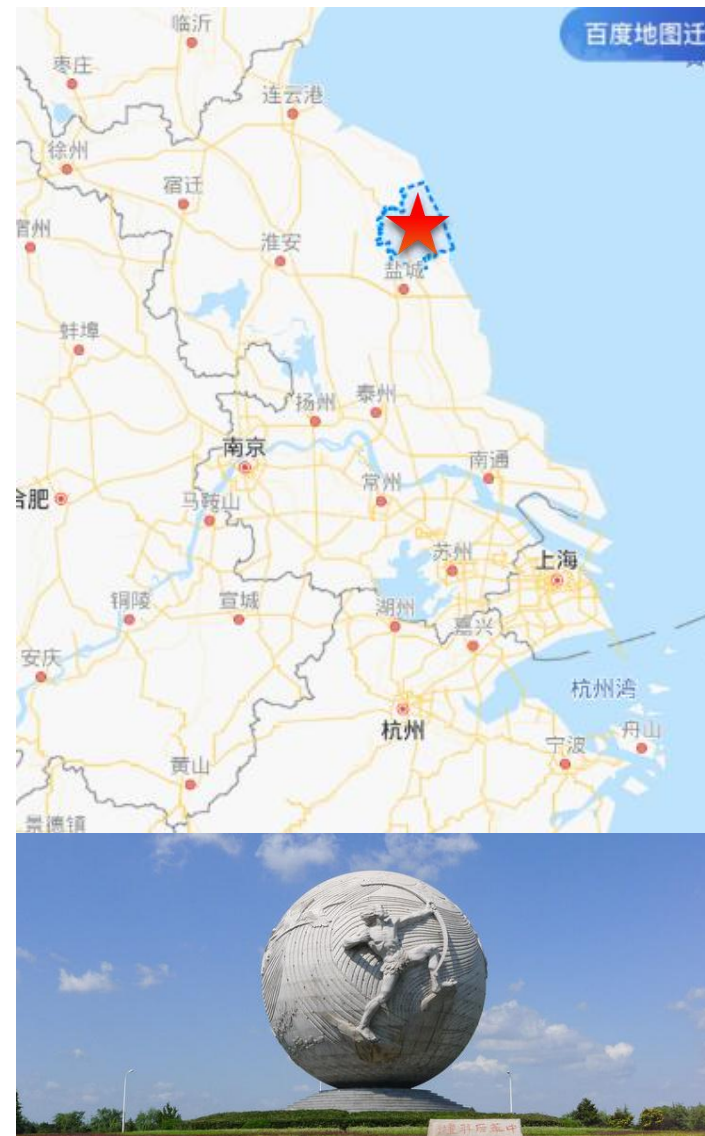 临沂
百度地图迁
枣庄
连云港
徐州
宿迁
淮安
盐城
蚌埠
扬州
泰州
南京
南通
常州
马鞍山
苏州
上海
铜陵
宣城
湖州
嘉兴
安庆
杭州湾
杭州
舟山
宁波
黄山
景德镇